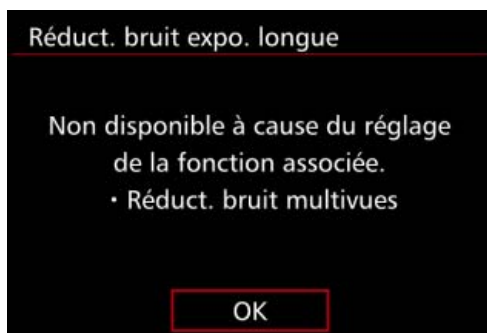 Réduct. bruit expo. longue
Non disponible à cause du réglage
de la fonction associée.
· Réduct. bruit multivues
OK